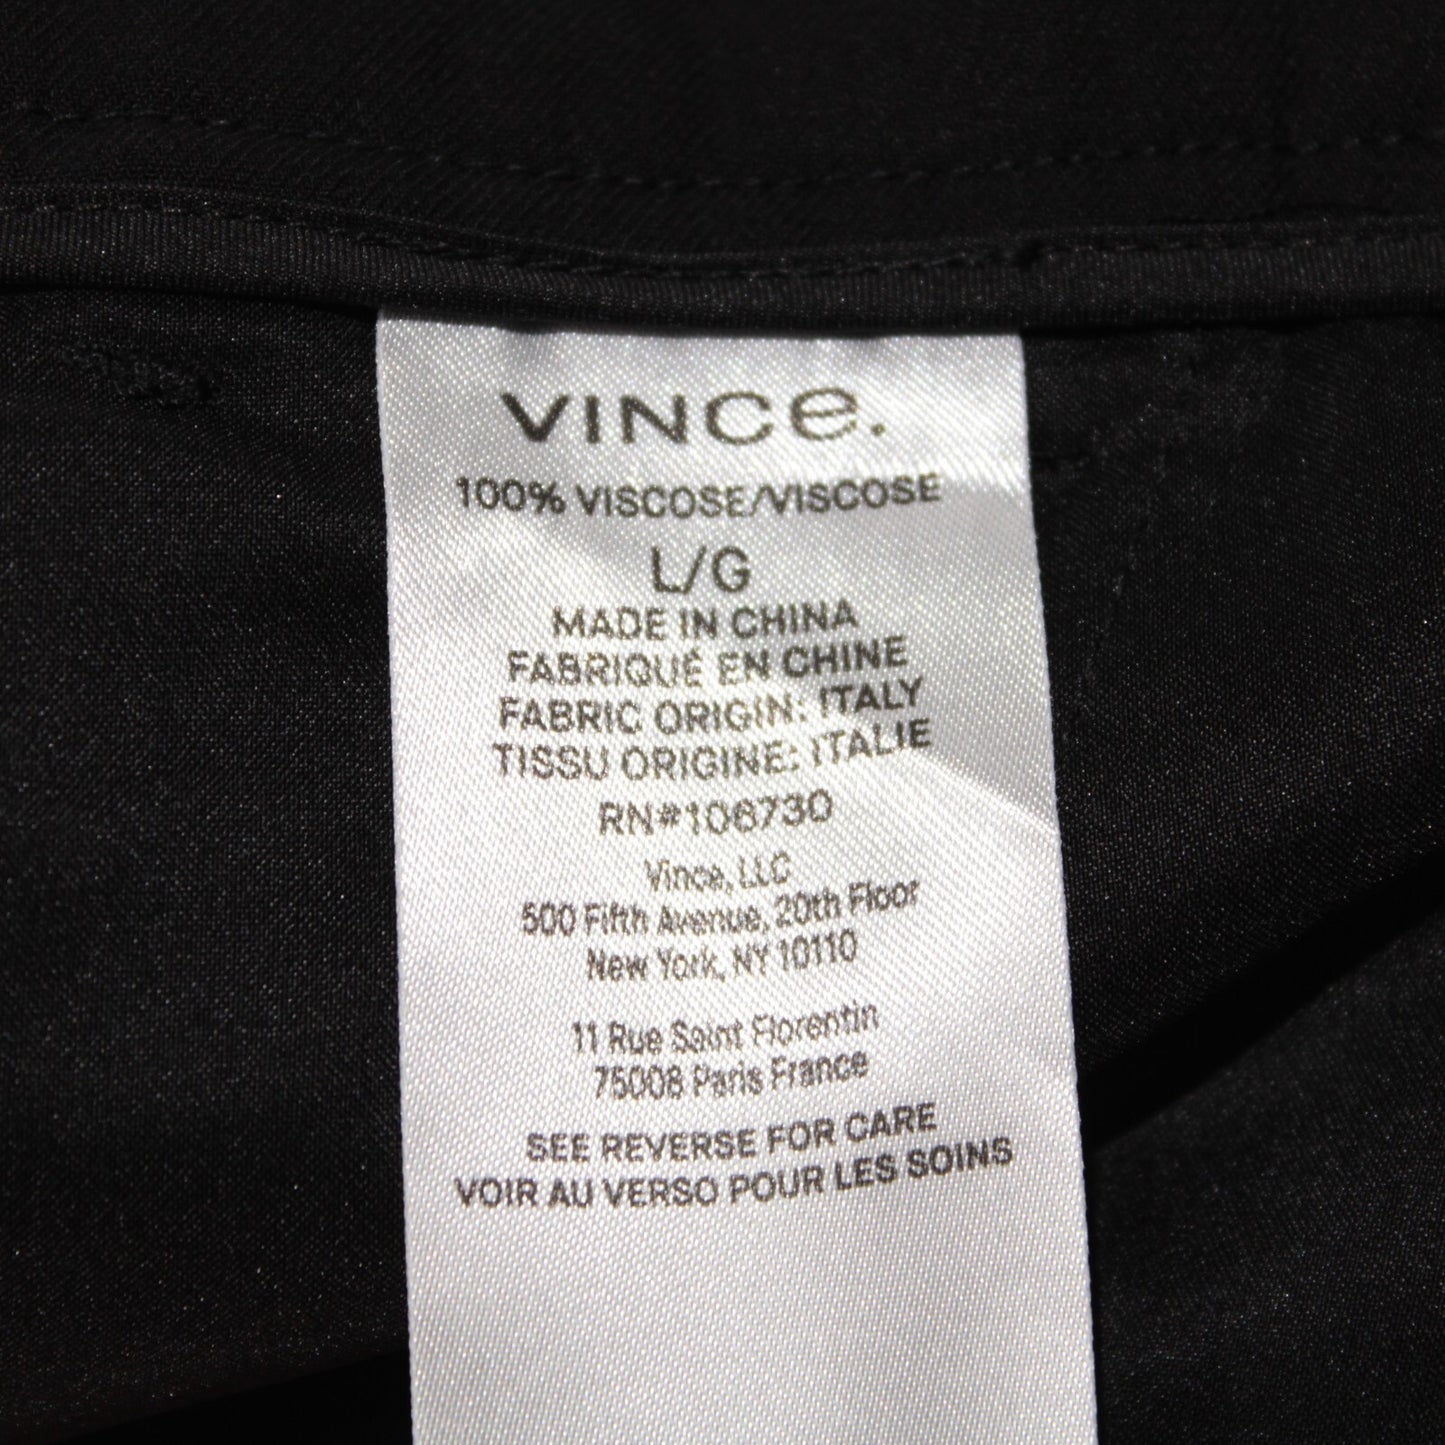 VINCe.
100% VISCOSE/VISCOSE
L/G
MADE IN CHINA
FABRIQUÉ EN CHINE
FABRIC ORIGIN: ITALY
TISSU ORIGINE: ITALIE
RN#106730
Vince, LLC
500 Fifth Avenue, 20th Floor
New York, NY 10110
11 Rue Saint Florentin
75008 Paris France
SEE REVERSE FOR CARE
VOIR AU VERSO POUR LES SOINS